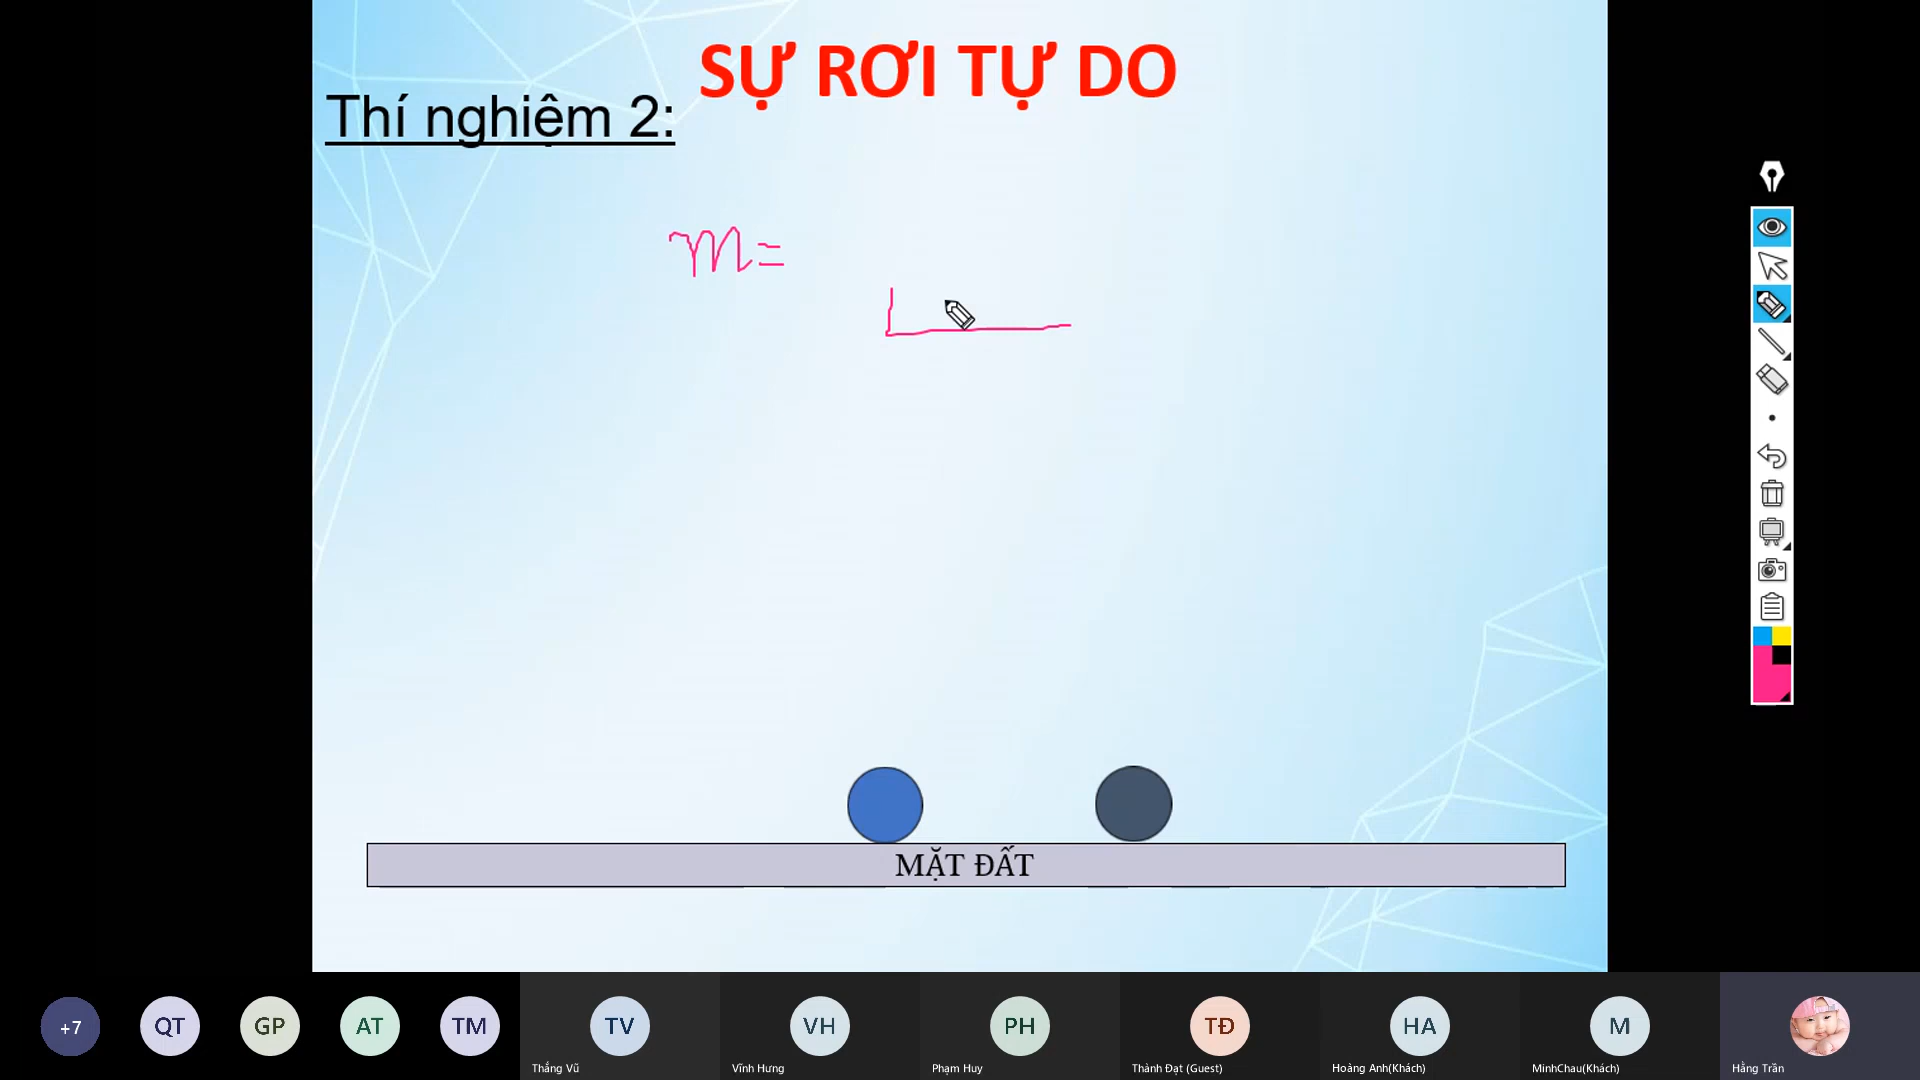 SỰ RƠI TỰ DO
Thí nghiệm 2:
m=
MẶT ĐẤT
+7
QT
GP
AT
TM
TV
VH
PH
TĐ
HA
M
Thắng Vũ
Vĩnh Hưng
Phạm Huy
Thành Đạt (Guest)
Hoàng Anh(Khách)
MinhChau(Khách)
Hằng Trần